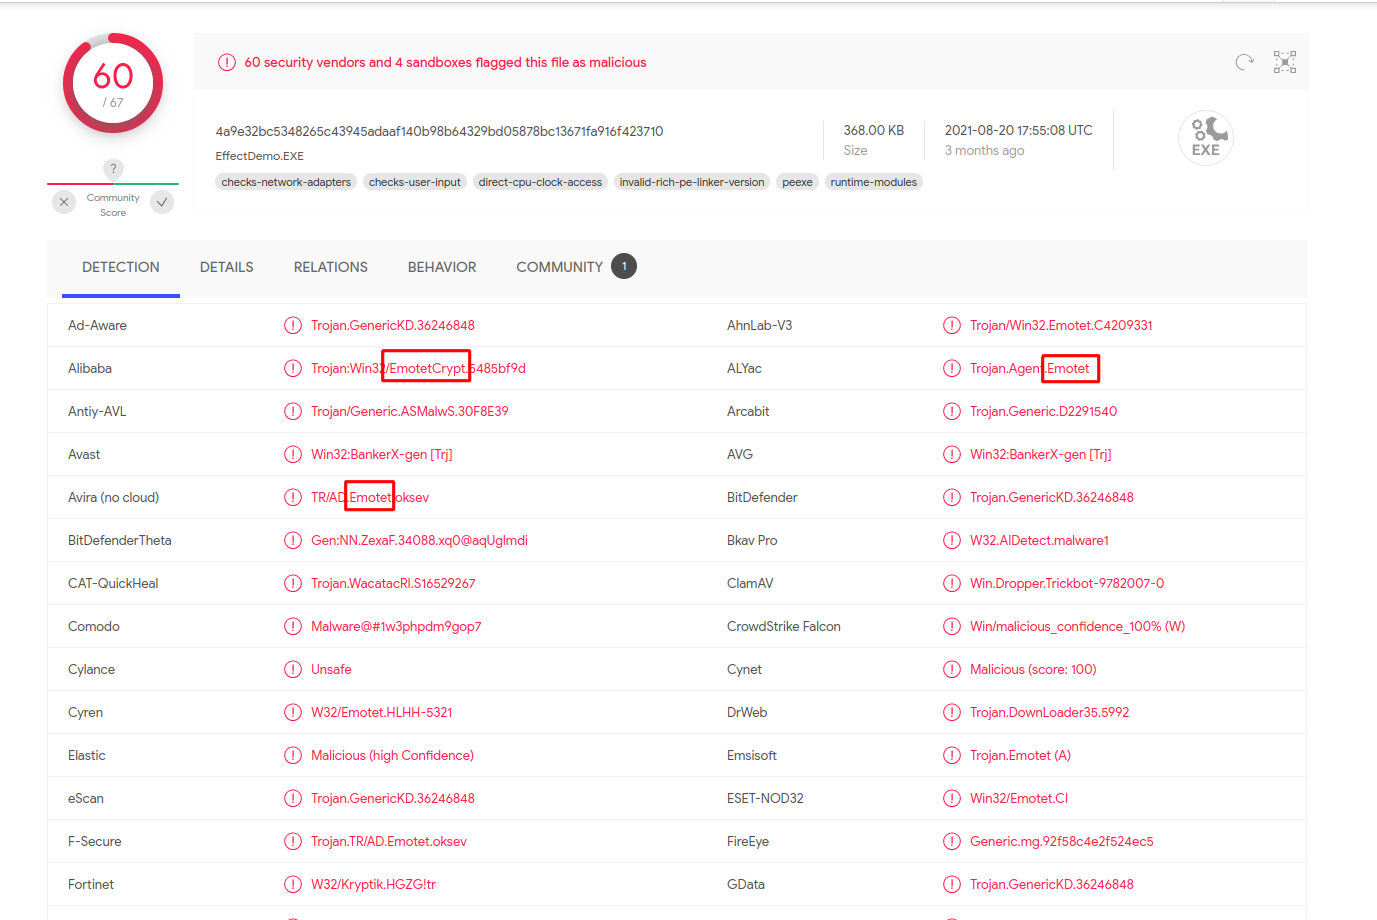 60
/ 67
60 security vendors and 4 sandboxes flagged this file as malicious
4a9e32bc5348265c43945adaaf140b98b64329bd05878bc13671fa916f423710
EffectDemo.EXE
368.00 KB
Size
2021-08-20 17:55:08 UTC
3 months ago
EXE
checks-network-adapters checks-user-input direct-cpu-clock-access invalid-rich-pe-linker-version peexe runtime-modules
?
Community
Score
DETECTION DETAILS RELATIONS BEHAVIOR COMMUNITY 1
Ad-Aware Trojan.GenericKD.36246848 AhnLab-V3 Trojan/Win32.Emotet.C4209331
Alibaba Trojan:Win32/EmotetCrypt.5485bf9d ALYac Trojan.Agent.Emotet
Antiy-AVL Trojan/Generic.ASMalwS.30F8E39 Arcabit Trojan.Generic.D2291540
Avast Win32:BankerX-gen [Trj] AVG Win32:BankerX-gen [Trj]
Avira (no cloud) TR/AD.Emotet.oksev BitDefender Trojan.GenericKD.36246848
BitDefenderTheta Gen:NN.ZexaF.34088.xq0@aqUglmdi Bkav Pro W32.AIDetect.malware1
CAT-QuickHeal Trojan.WacatacRI.S16529267 ClamAV Win.Dropper.Trickbot-9782007-0
Comodo Malware@#1w3phpdm9gop7 CrowdStrike Falcon Win/malicious_confidence_100% (W)
Cylance Unsafe Cynet Malicious (score: 100)
Cyren W32/Emotet.HLHH-5321 DrWeb Trojan.DownLoader35.5992
Elastic Malicious (high Confidence) Emsisoft Trojan.Emotet (A)
eScan Trojan.GenericKD.36246848 ESET-NOD32 Win32/Emotet.CI
F-Secure Trojan.TR/AD.Emotet.oksev FireEye Generic.mg.92f58c4e2f524ec5
Fortinet W32/Kryptik.HGZG!tr GData Trojan.GenericKD.36246848